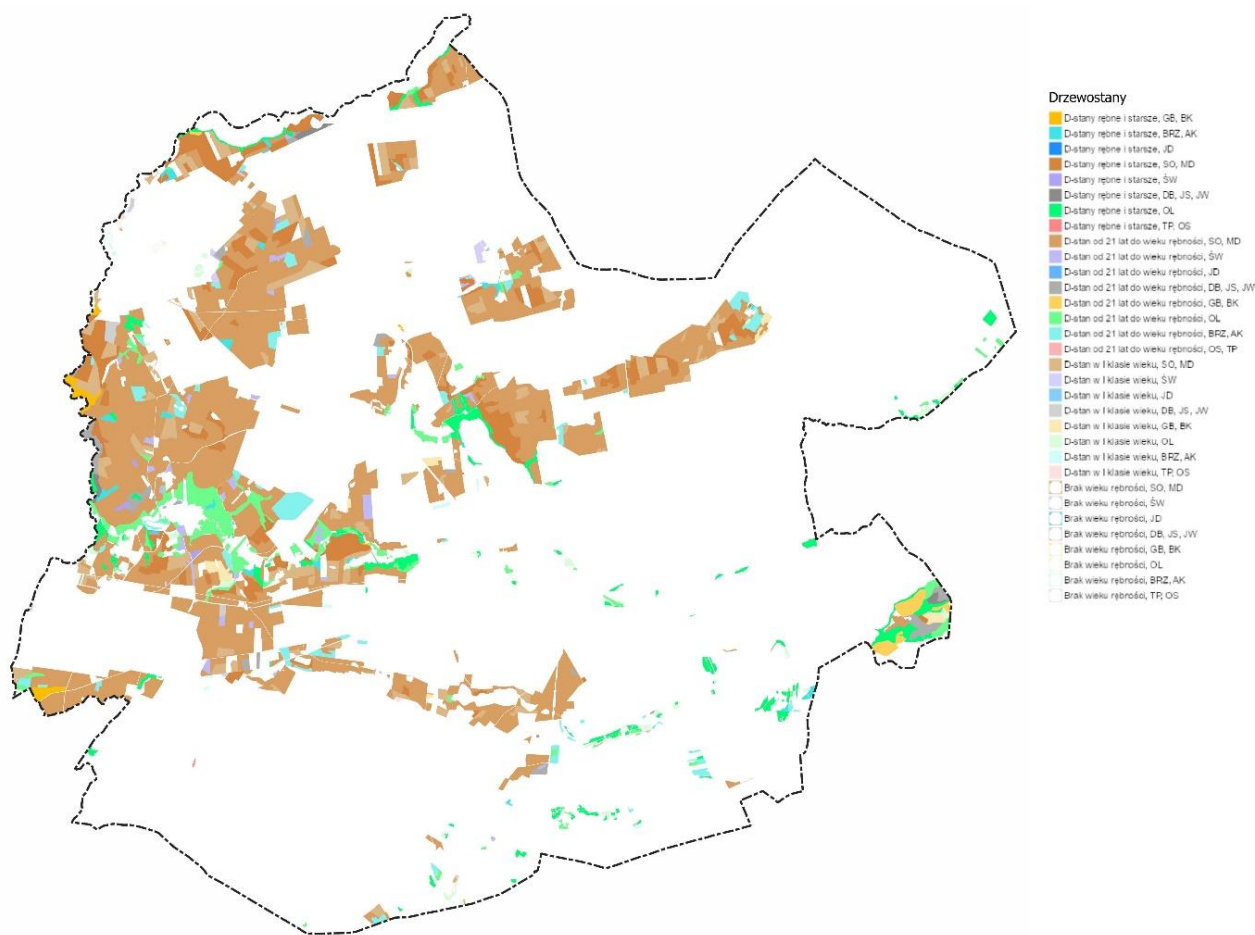 Drzewostany
D-stany rębne i starsze, GB, BK
D-stany rębne i starsze, BRZ, AK
D-stany rębne i starsze, JD
D-stany rębne i starsze, SO, MD
D-stany rębne i starsze, ŚW
D-stany rębne i starsze, DB, JS, JW
D-stany rębne i starsze, OL
D-stany rębne i starsze, TP, OS
D-stan od 21 lat do wieku rębności, SO, MD
D-stan od 21 lat do wieku rębności, ŚW
D-stan od 21 lat do wieku rębności, JD
D-stan od 21 lat do wieku rębności, DB, JS, JW
D-stan od 21 lat do wieku rębności, GB, BK
D-stan od 21 lat do wieku rębności, OL
D-stan od 21 lat do wieku rębności, BRZ, AK
D-stan od 21 lat do wieku rębności, OS, TP
D-stan w I klasie wieku, SO, MD
D-stan w I klasie wieku, ŚW
D-stan w I klasie wieku, JD
D-stan w I klasie wieku, DB, JS, JW
D-stan w I klasie wieku, GB, BK
D-stan w I klasie wieku, OL
D-stan w I klasie wieku, BRZ, AK
D-stan w I klasie wieku, TP, OS
Brak wieku rębności, SO, MD
Brak wieku rębności, ŚW
Brak wieku rębności, JD
Brak wieku rębności, DB, JS, JW
Brak wieku rębności, GB, BK
Brak wieku rębności, OL
Brak wieku rębności, BRZ, AK
Brak wieku rębności, TP, OS